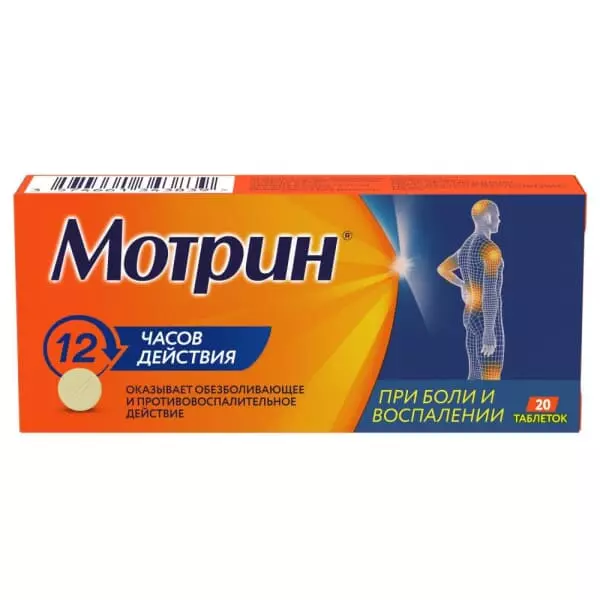 Мотрин®
12
ЧАСОВ
ДЕЙСТВИЯ
ОКАЗЫВАЕТ ОБЕЗБОЛИВАЮЩЕЕ
И ПРОТИВОВОСПАЛИТЕЛЬНОЕ
ДЕЙСТВИЕ
ПРИ БОЛИ И
ВОСПАЛЕНИИ
20
ТАБЛЕТОК